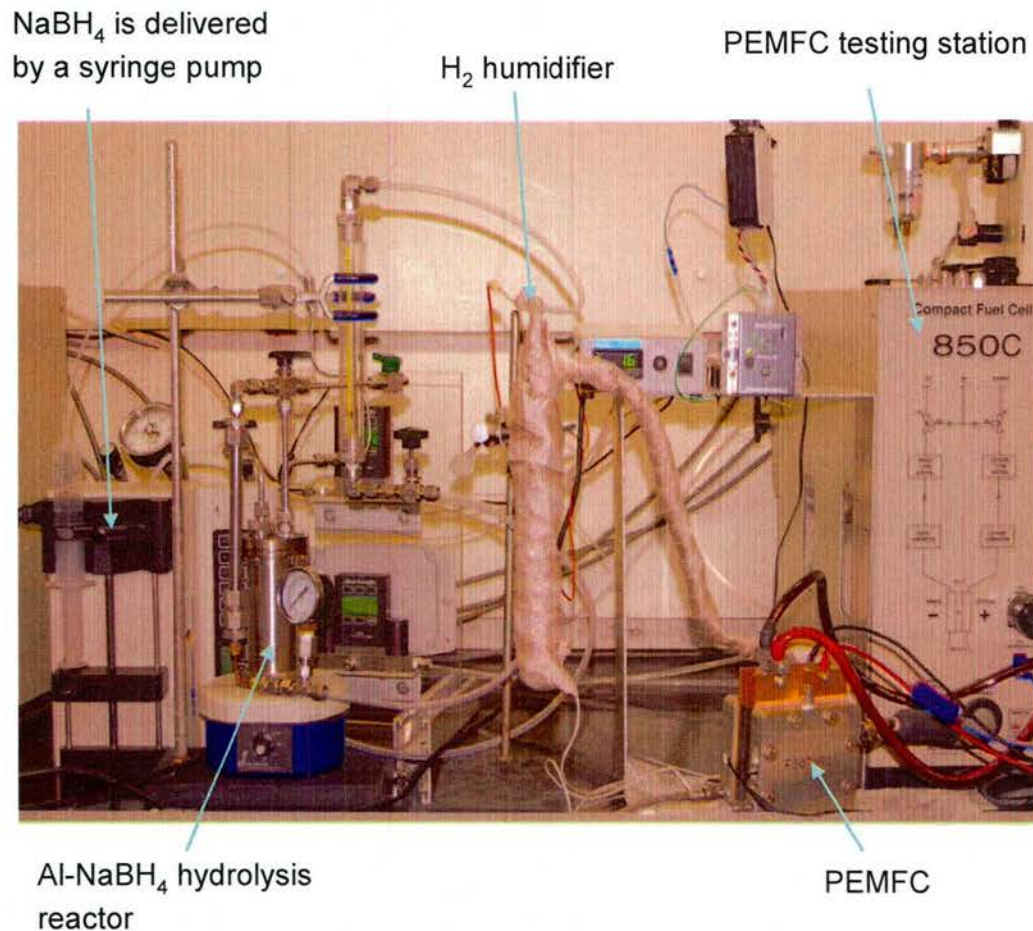 NaBH₄ is delivered
by a syringe pump
H₂ humidifier
PEMFC testing station
Compact Fuel Cell
850C
16
Al-NaBH₄ hydrolysis
reactor
PEMFC